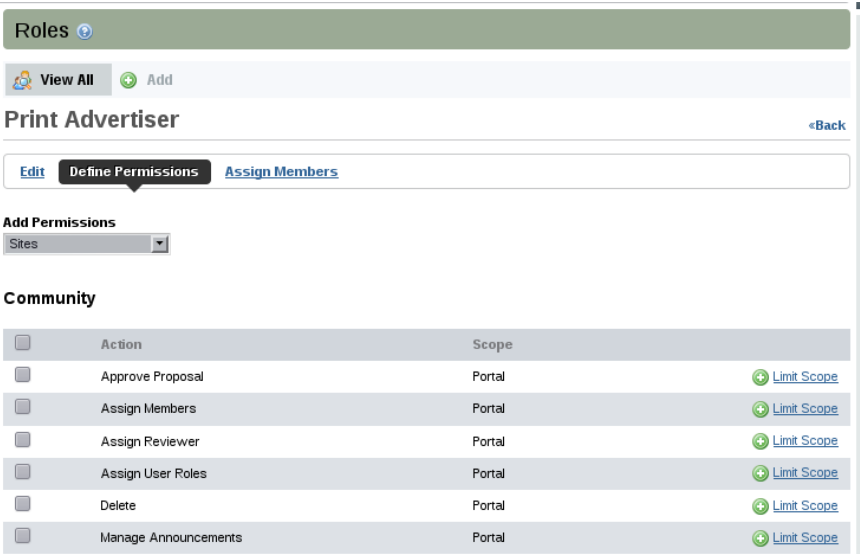 Roles
View All Add
Print Advertiser
«Back
Edit Define Permissions Assign Members
Add Permissions
Sites
Community
Action Scope
Approve Proposal Portal Limit Scope
Assign Members Portal Limit Scope
Assign Reviewer Portal Limit Scope
Assign User Roles Portal Limit Scope
Delete Portal Limit Scope
Manage Announcements Portal Limit Scope